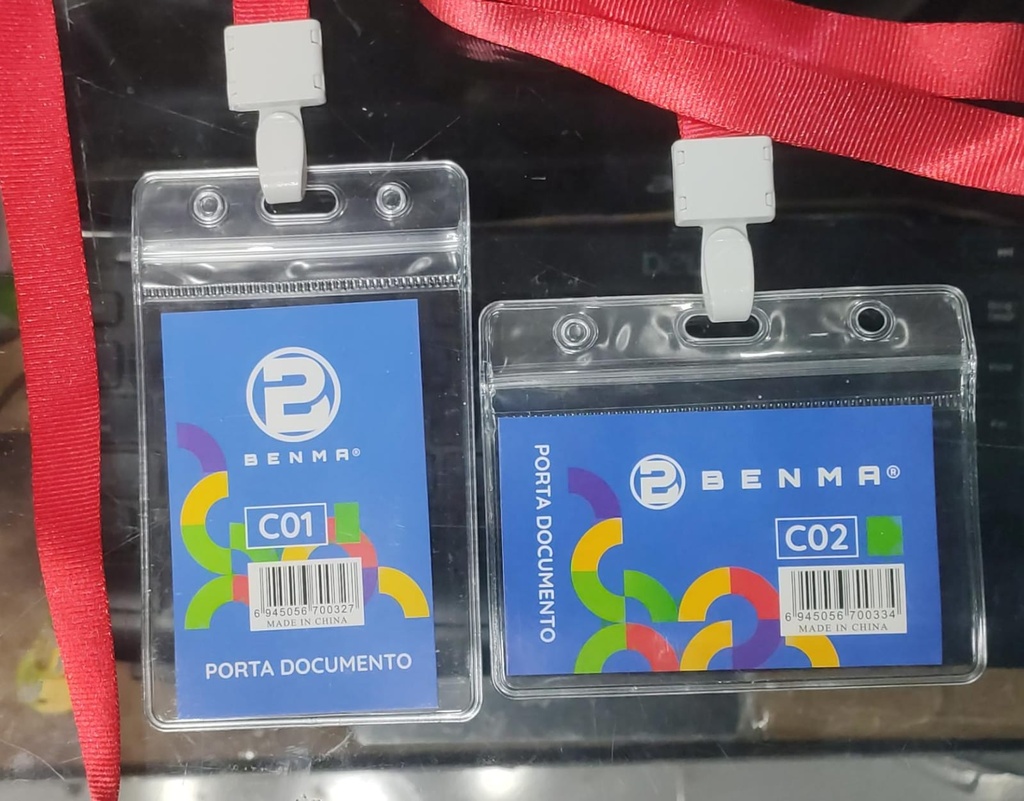 BENMA®
C01
6 945056 700327
MADE IN CHINA
PORTA DOCUMENTO
PORTA DOCUMENTO
BENMA®
C02
6 945056 700334
MADE IN CHINA